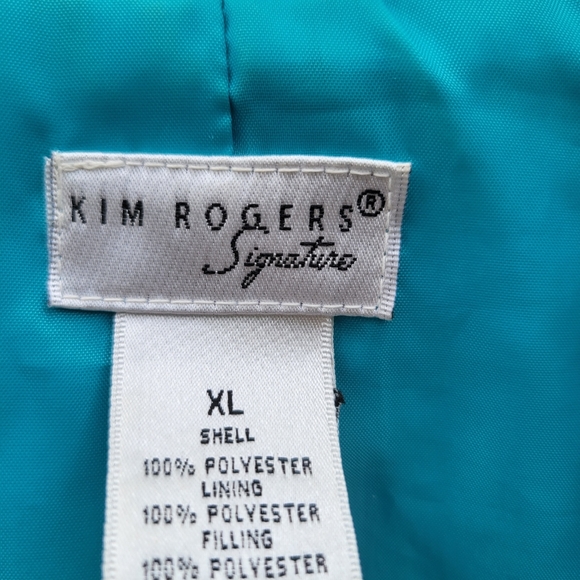 KIM ROGERS®
Signature
XL
SHELL
100% POLYESTER
LINING
100% POLYESTER
FILLING
100% POLYESTER